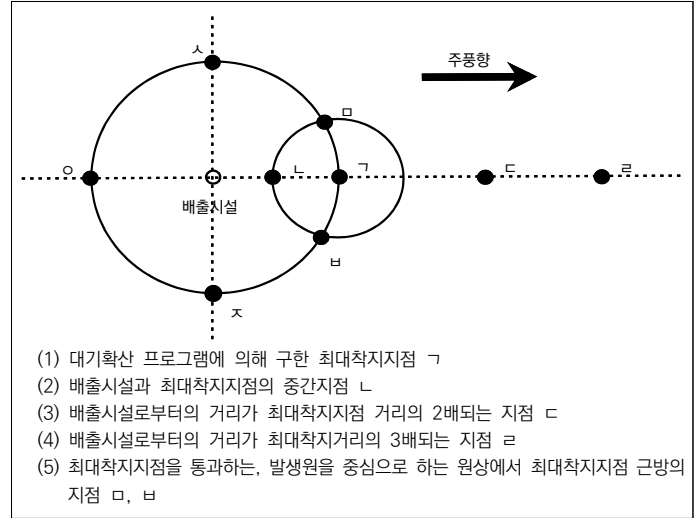 ㅅ
주풍향
ㅁ
ㅇ
ㄴ
ㄱ
ㄷ
ㄹ
배출시설
ㅂ
ㅈ
(1) 대기확산 프로그램에 의해 구한 최대착지지점 ㄱ
(2) 배출시설과 최대착지지점의 중간지점 ㄴ
(3) 배출시설로부터의 거리가 최대착지지점 거리의 2배되는 지점 ㄷ
(4) 배출시설로부터의 거리가 최대착지거리의 3배되는 지점 ㄹ
(5) 최대착지지점을 통과하는, 발생원을 중심으로 하는 원상에서 최대착지지점 근방의
지점 ㅁ, ㅂ